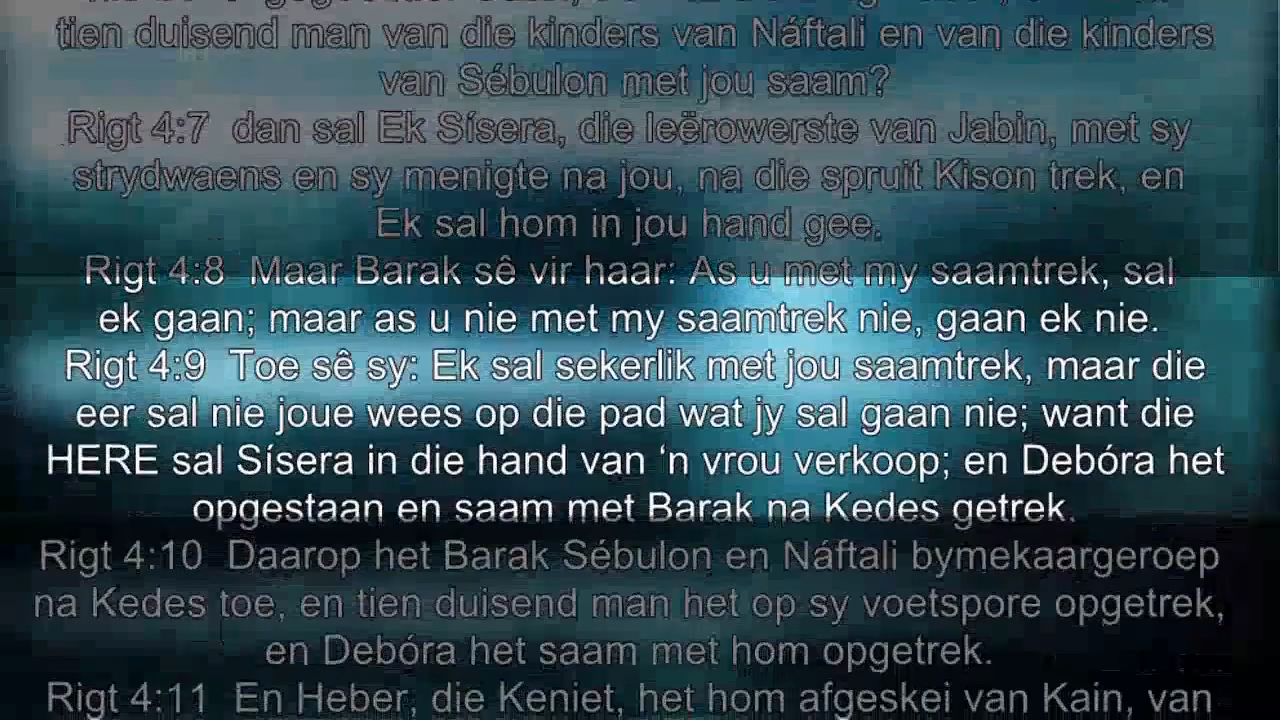 tien duisend man van die kinders van Náftali en van die kinders
van Sébulon met jou saam?
Rigt 4:7  dan sal Ek Sísera, die leërowerste van Jabin, met sy
strydwaens en sy menigte na jou, na die spruit Kison trek, en
Ek sal hom in jou hand gee.
Rigt 4:8  Maar Barak sê vir haar: As u met my saamtrek, sal
ek gaan; maar as u nie met my saamtrek nie, gaan ek nie.
Rigt 4:9  Toe sê sy: Ek sal sekerlik met jou saamtrek, maar die
eer sal nie joue wees op die pad wat jy sal gaan nie; want die
HERE sal Sísera in die hand van ‘n vrou verkoop; en Debóra het
opgestaan en saam met Barak na Kedes getrek.
Rigt 4:10  Daarop het Barak Sébulon en Náftali bymekaargeroep
na Kedes toe, en tien duisend man het op sy voetspore opgetrek,
en Debóra het saam met hom opgetrek.
Rigt 4:11  En Heber, die Keniet, het hom afgeskei van Kain, van